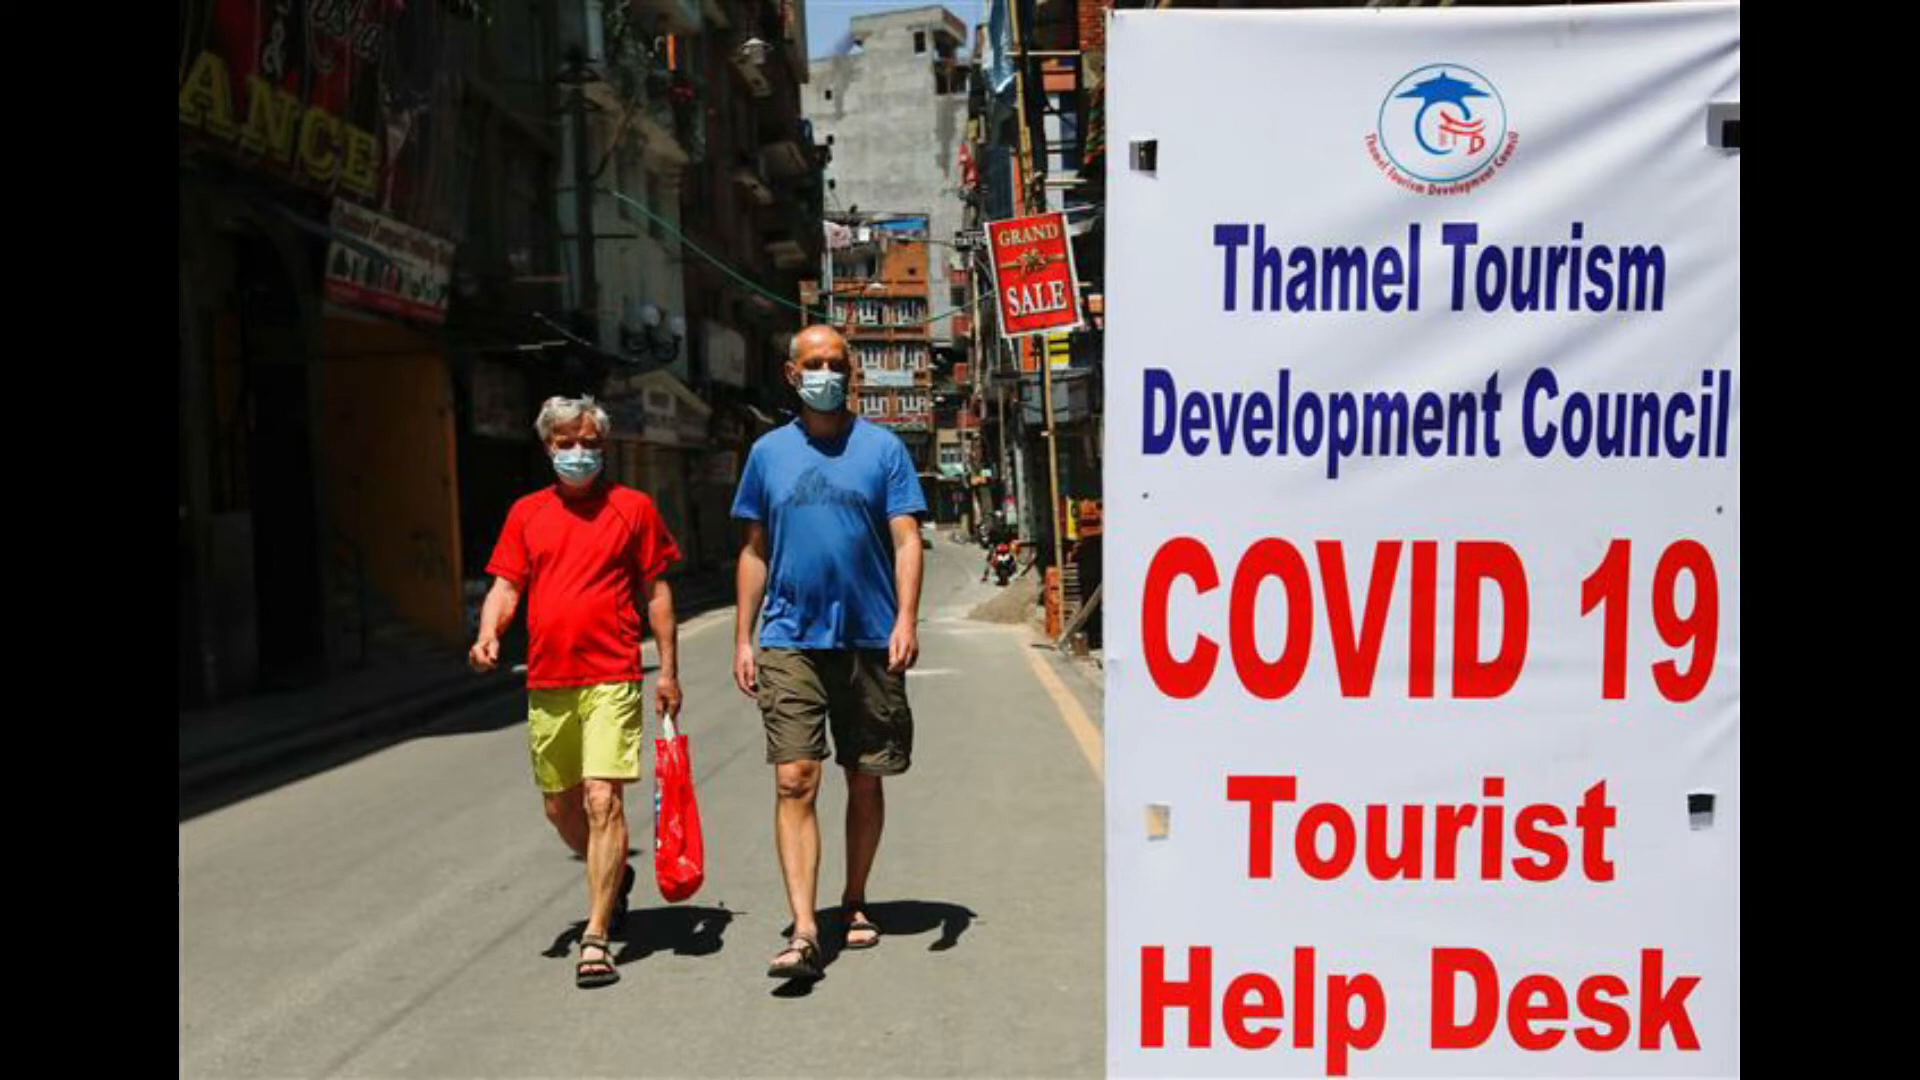 ANCE
GRAND
SALE
Thamel Tourism Development Council
Thamel Tourism
Development Council
COVID 19
Tourist
Help Desk